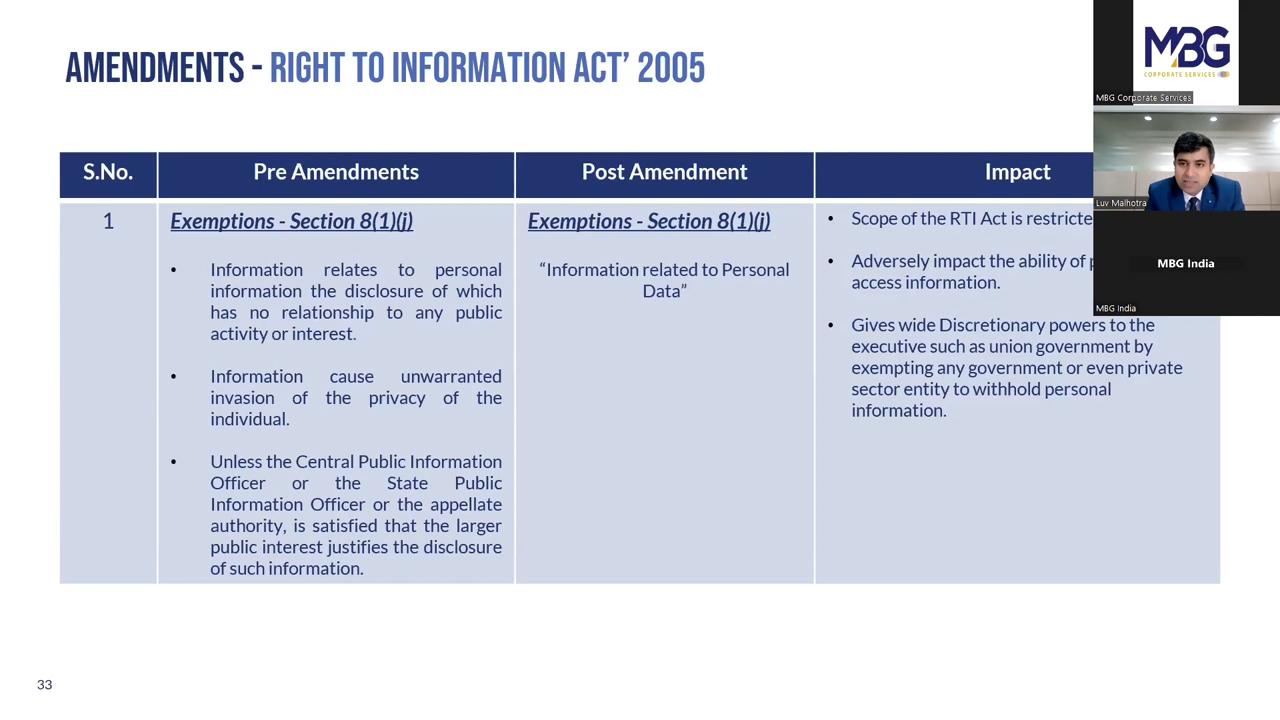 AMENDMENTS - RIGHT TO INFORMATION ACT' 2005
S.No.
Pre Amendments
Post Amendment
Impact
1
Exemptions - Section 8(1)(j)
Information relates to personal
information the disclosure of which
has no relationship to any public
activity or interest.
Information cause unwarranted
invasion of the privacy of the
individual.
Unless the Central Public Information
Officer or the State Public
Information Officer or the appellate
authority, is satisfied that the larger
public interest justifies the disclosure
of such information.
Exemptions - Section 8(1)(j)
“Information related to Personal
Data”
Scope of the RTI Act is
Adversely impact the ability of
access information.
Gives wide Discretionary powers to the
executive such as union government by
exempting any government or even private
sector entity to withhold personal
information.
33
MBG
CORPORATE SERVICES
MBG Corporate Services
Luv Malhotra
MBG India
MBG India